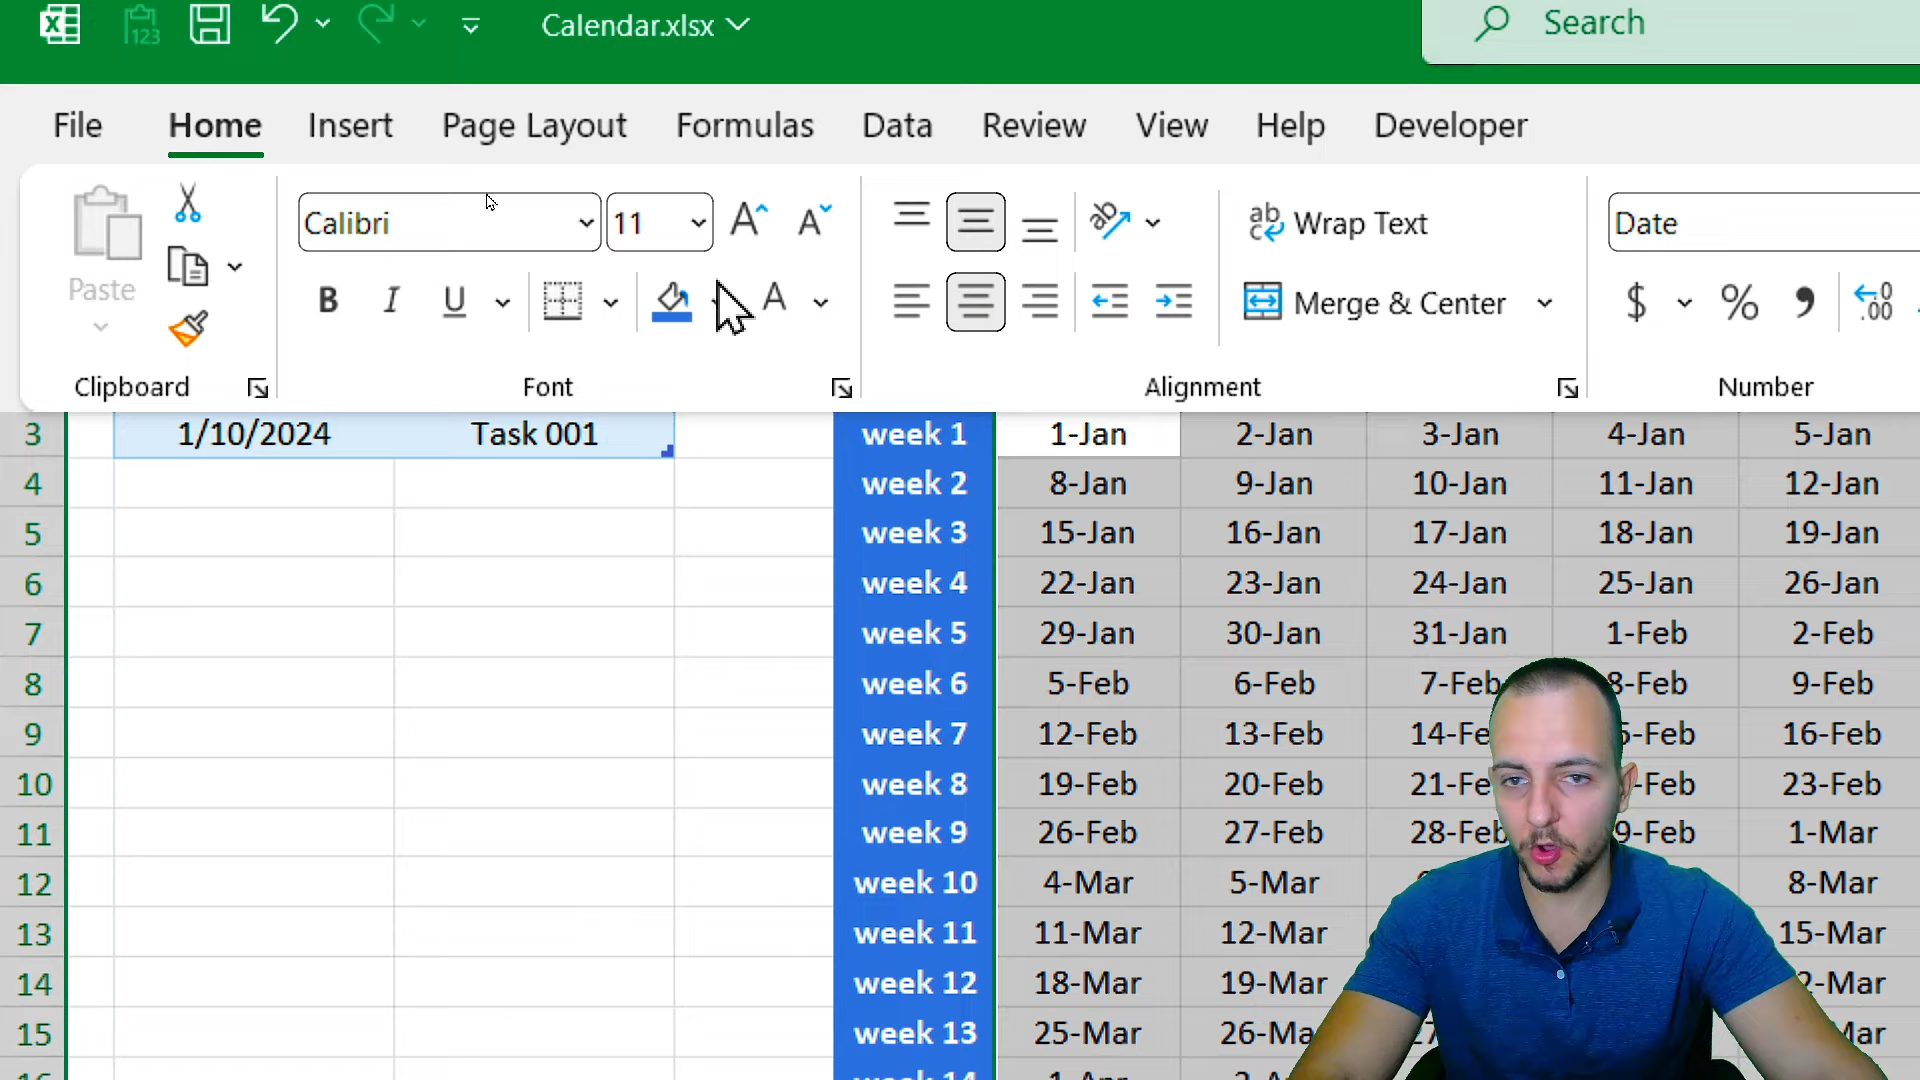 Calendar.xlsx
Search
File Home Insert Page Layout Formulas Data Review View Help Developer
Paste
Calibri 11
B I U A
Wrap Text
Merge & Center
Date
$ % 9
Clipboard Font Alignment Number
3 1/10/2024 Task 001 week 1 1-Jan 2-Jan 3-Jan 4-Jan 5-Jan
4 week 2 8-Jan 9-Jan 10-Jan 11-Jan 12-Jan
5 week 3 15-Jan 16-Jan 17-Jan 18-Jan 19-Jan
6 week 4 22-Jan 23-Jan 24-Jan 25-Jan 26-Jan
7 week 5 29-Jan 30-Jan 31-Jan 1-Feb 2-Feb
8 week 6 5-Feb 6-Feb 7-Feb 8-Feb 9-Feb
9 week 7 12-Feb 13-Feb 16-Feb
10 week 8 19-Feb 20-Feb 23-Feb
11 week 9 26-Feb 27-Feb 28-Feb 1-Mar
12 week 10 4-Mar 5-Mar 8-Mar
13 week 11 11-Mar 12-Mar 15-Mar
14 week 12 18-Mar 19-Mar
15 week 13 25-Mar